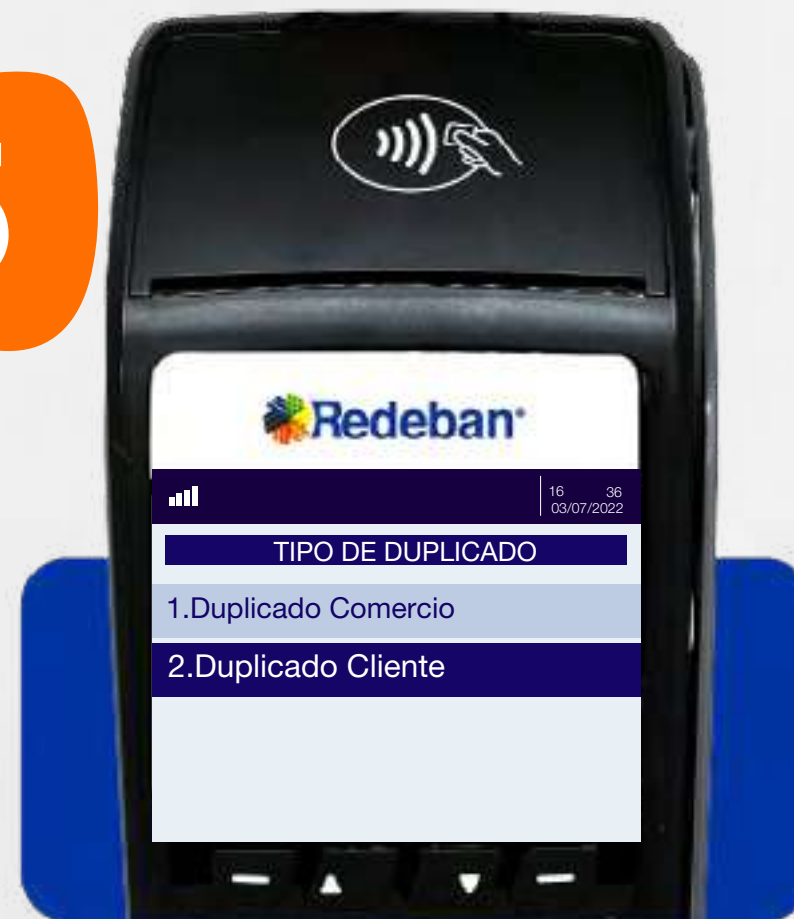 Redeban
16 36
03/07/2022
TIPO DE DUPLICADO
1.Duplicado Comercio
2.Duplicado Cliente